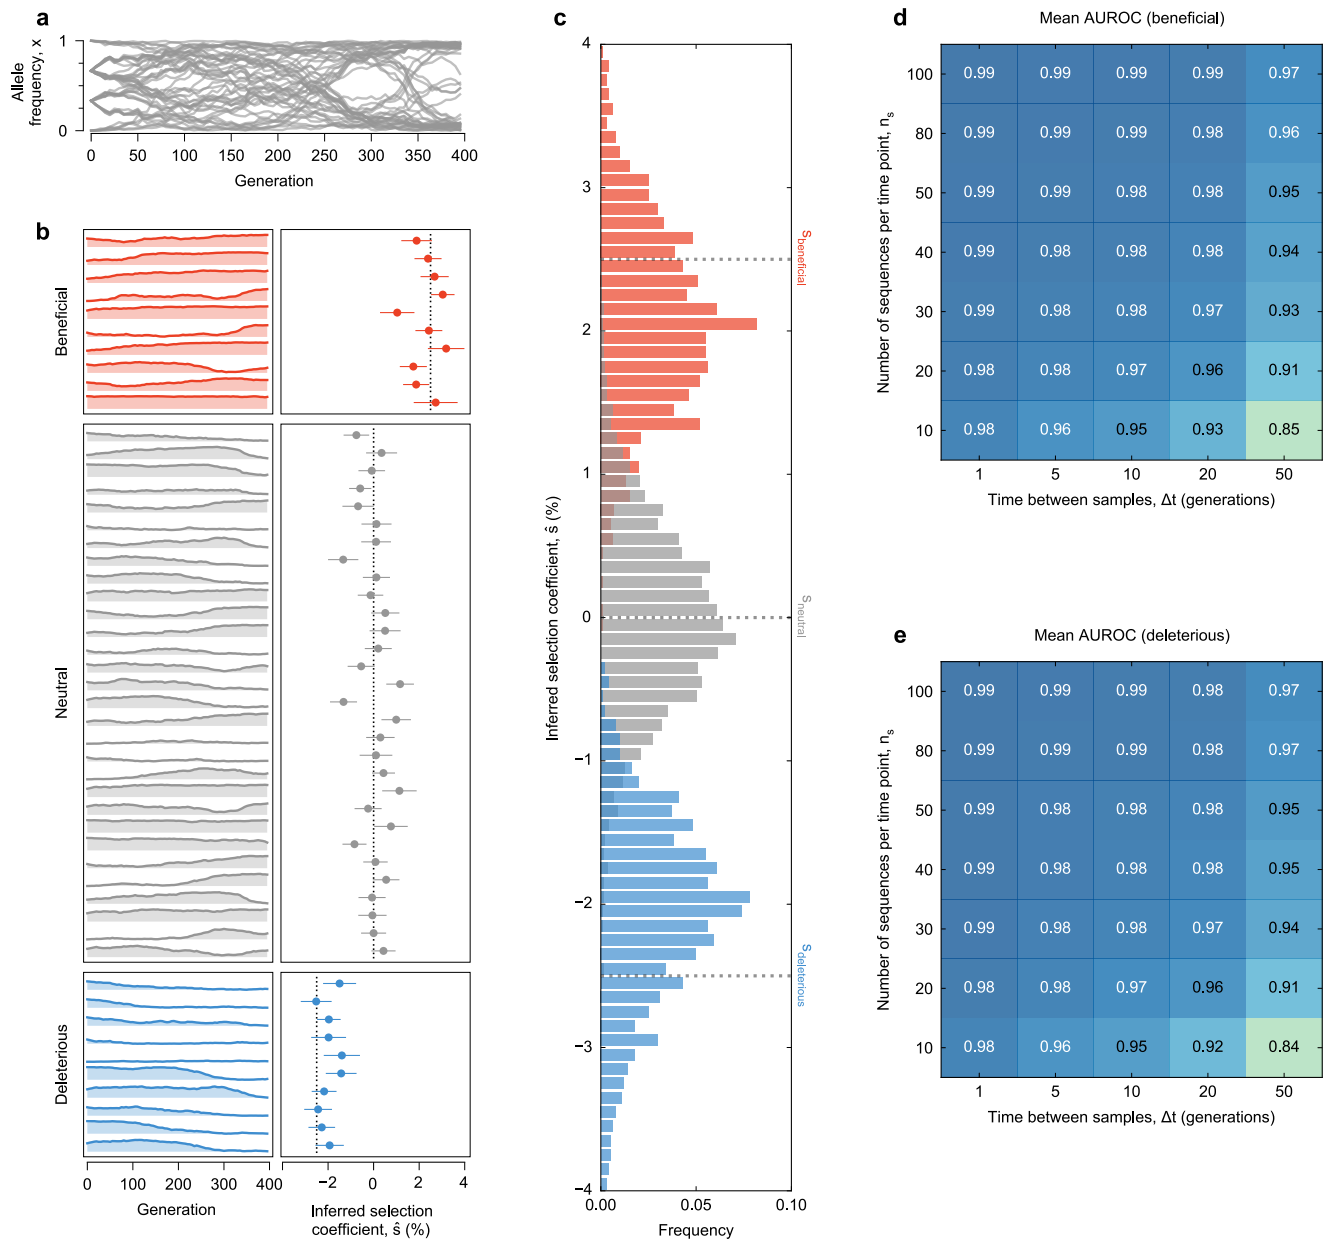 a
1
0
Allele
frequency, x
0 50 100 150 200 250 300 350 400
Generation
b
Beneficial
Neutral
Deleterious
0 100 200 300 400
Generation
−2 0 2 4
Inferred selection
coefficient, ŝ (%)
c
4
3
2
1
0
−1
−2
−3
−4
Inferred selection coefficient, ŝ (%)
s beneficial
s neutral
s deleterious
0.00 0.05 0.10
Frequency
d
Mean AUROC (beneficial)
Number of sequences per time point, n_s
100 0.99 0.99 0.99 0.99 0.97
80 0.99 0.99 0.99 0.98 0.96
50 0.99 0.99 0.98 0.98 0.95
40 0.99 0.98 0.98 0.98 0.94
30 0.99 0.98 0.98 0.97 0.93
20 0.98 0.98 0.97 0.96 0.91
10 0.98 0.96 0.95 0.93 0.85
1 5 10 20 50
Time between samples, Δt (generations)
e
Mean AUROC (deleterious)
Number of sequences per time point, n_s
100 0.99 0.99 0.99 0.98 0.97
80 0.99 0.99 0.99 0.98 0.97
50 0.99 0.98 0.98 0.98 0.95
40 0.99 0.98 0.98 0.98 0.95
30 0.99 0.98 0.98 0.97 0.94
20 0.98 0.98 0.97 0.96 0.91
10 0.98 0.96 0.95 0.92 0.84
1 5 10 20 50
Time between samples, Δt (generations)